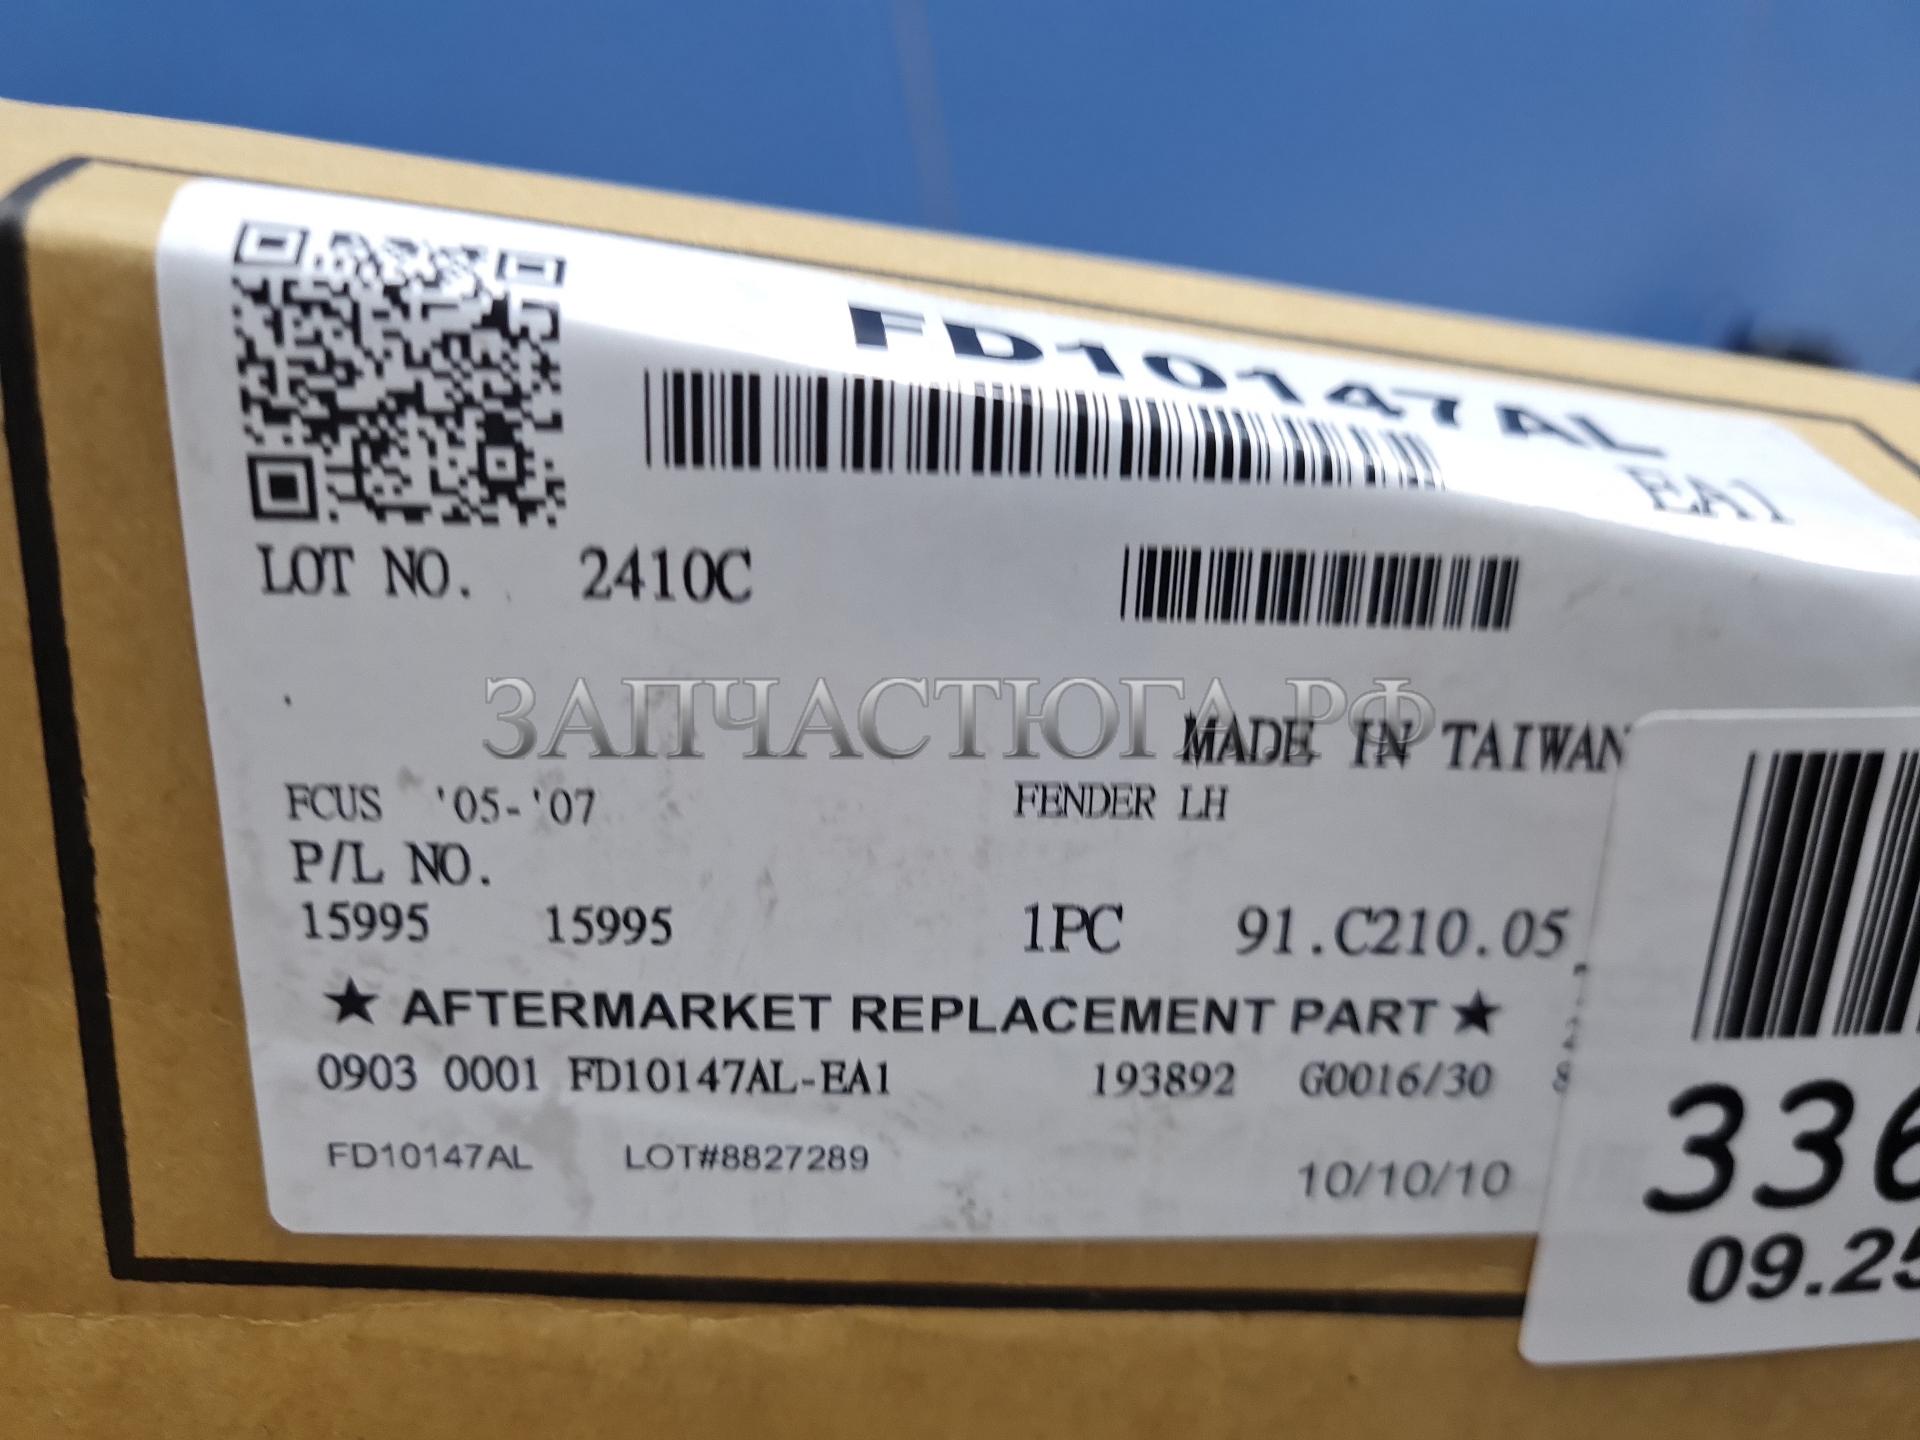 FD10147AL
EA1
LOT NO. 2410C
ЗАПЧАСТЮГА.РФ
MADE IN TAIWAN
FCUS '05-'07 FENDER LH
P/L NO.
15995 15995 1PC 91.C210.05
★ AFTERMARKET REPLACEMENT PART ★
0903 0001 FD10147AL-EA1 193892 G0016/30
FD10147AL LOT#8827289 10/10/10
336
09.25